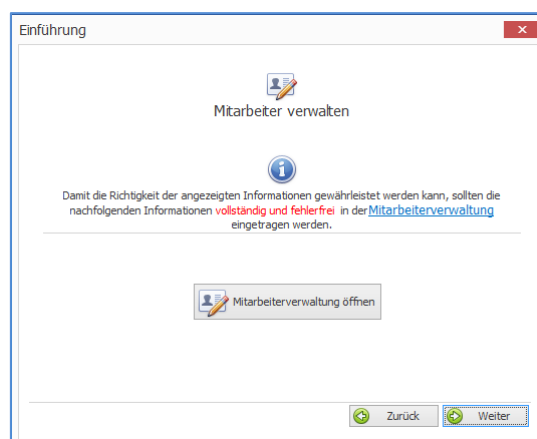 Einführung
Mitarbeiter verwalten
Damit die Richtigkeit der angezeigten Informationen gewährleistet werden kann, sollten die
nachfolgenden Informationen vollständig und fehlerfrei in der Mitarbeiterverwaltung
eingetragen werden.
Mitarbeiterverwaltung öffnen
Zurück
Weiter